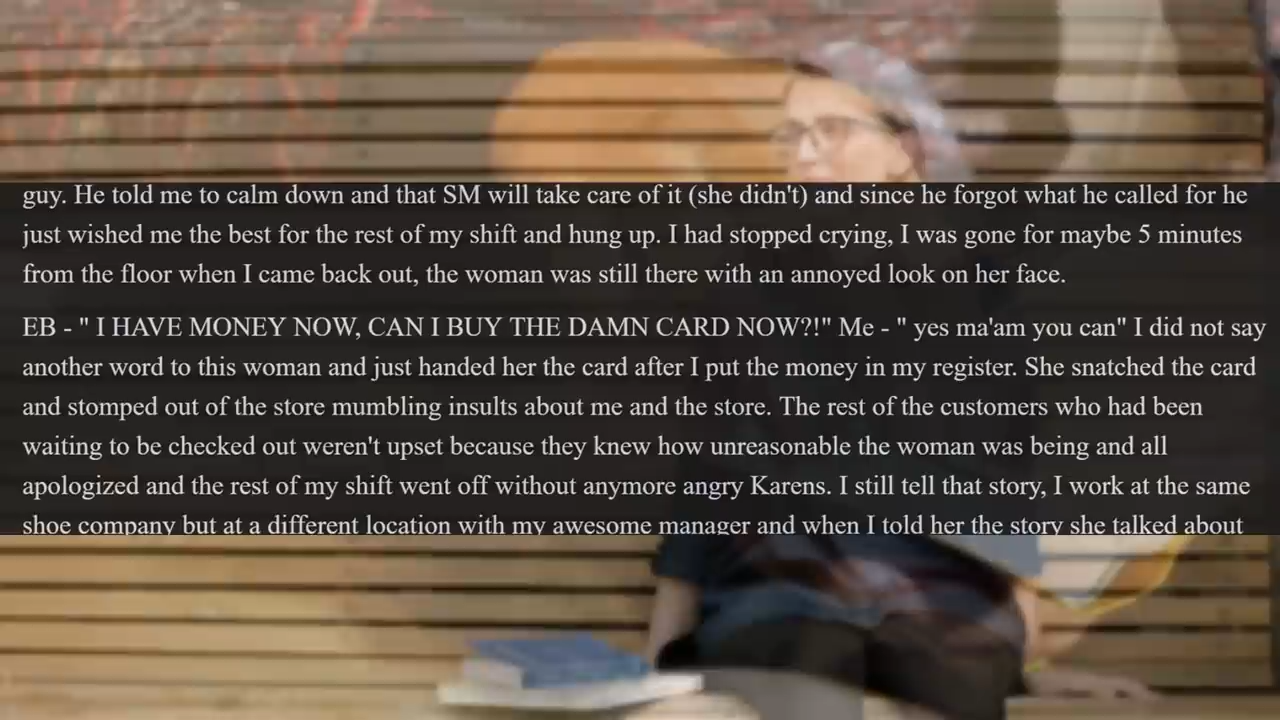 guy. He told me to calm down and that SM will take care of it (she didn't) and since he forgot what he called for he
just wished me the best for the rest of my shift and hung up. I had stopped crying, I was gone for maybe 5 minutes
from the floor when I came back out, the woman was still there with an annoyed look on her face.
EB - " I HAVE MONEY NOW, CAN I BUY THE DAMN CARD NOW?!" Me - " yes ma'am you can" I did not say
another word to this woman and just handed her the card after I put the money in my register. She snatched the card
and stomped out of the store mumbling insults about me and the store. The rest of the customers who had been
waiting to be checked out weren't upset because they knew how unreasonable the woman was being and all
apologized and the rest of my shift went off without anymore angry Karens. I still tell that story, I work at the same
shoe company but at a different location with my awesome manager and when I told her the story she talked about